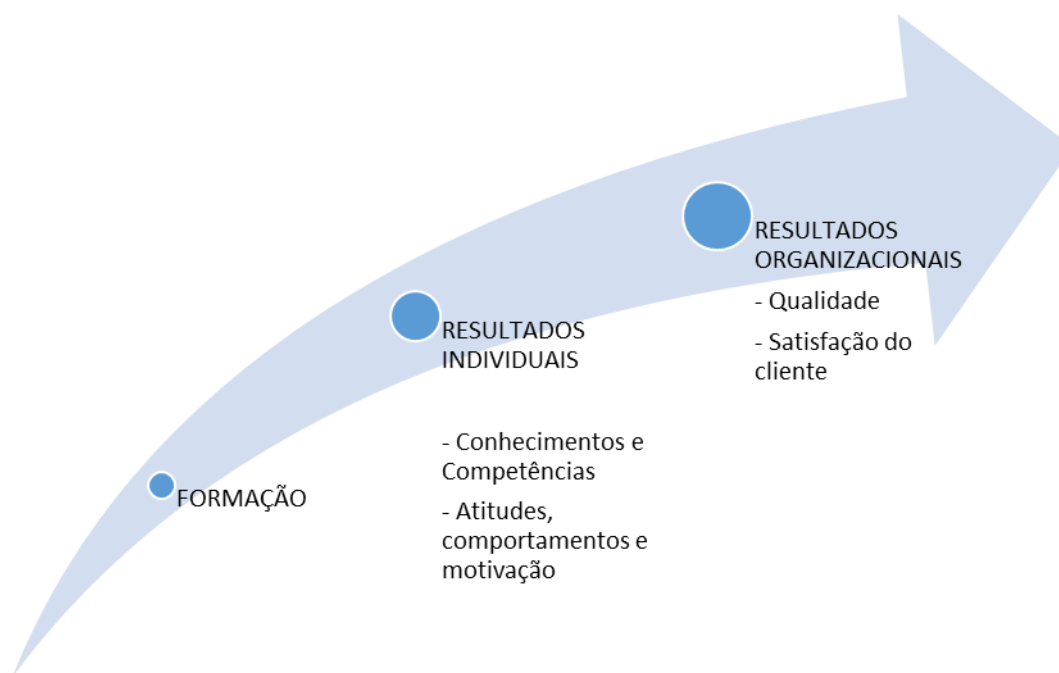 FORMAÇÃO
RESULTADOS
INDIVIDUAIS
- Conhecimentos e
Competências
- Atitudes,
comportamentos e
motivação
RESULTADOS
ORGANIZACIONAIS
- Qualidade
- Satisfação do
cliente